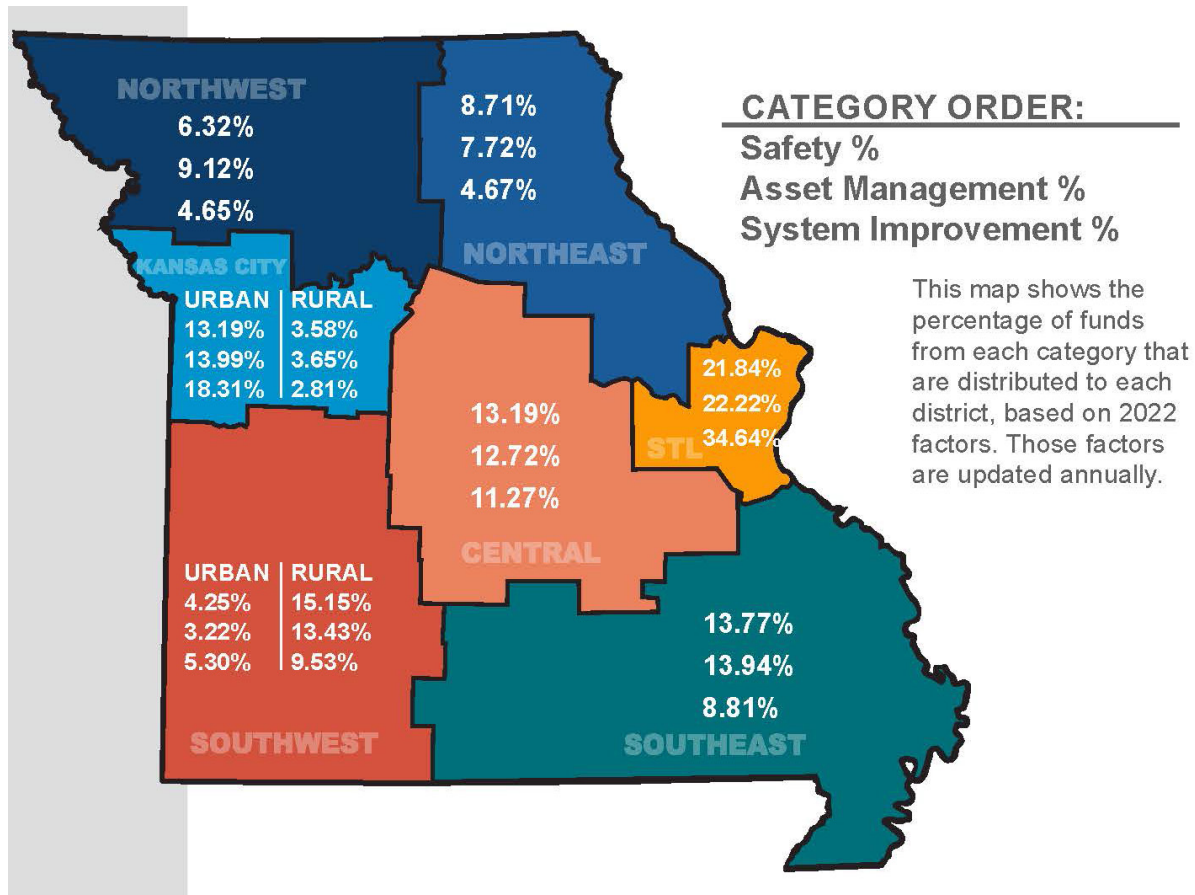 NORTHWEST
6.32%
9.12%
4.65%
8.71%
7.72%
4.67%
NORTHEAST
CATEGORY ORDER:
Safety %
Asset Management %
System Improvement %
This map shows the
percentage of funds
from each category that
are distributed to each
district, based on 2022
factors. Those factors
are updated annually.
KANSAS CITY
URBAN RURAL
13.19% 3.58%
13.99% 3.65%
18.31% 2.81%
21.84%
22.22%
34.64%
STL
13.19%
12.72%
11.27%
CENTRAL
URBAN RURAL
4.25% 15.15%
3.22% 13.43%
5.30% 9.53%
SOUTHWEST
13.77%
13.94%
8.81%
SOUTHEAST